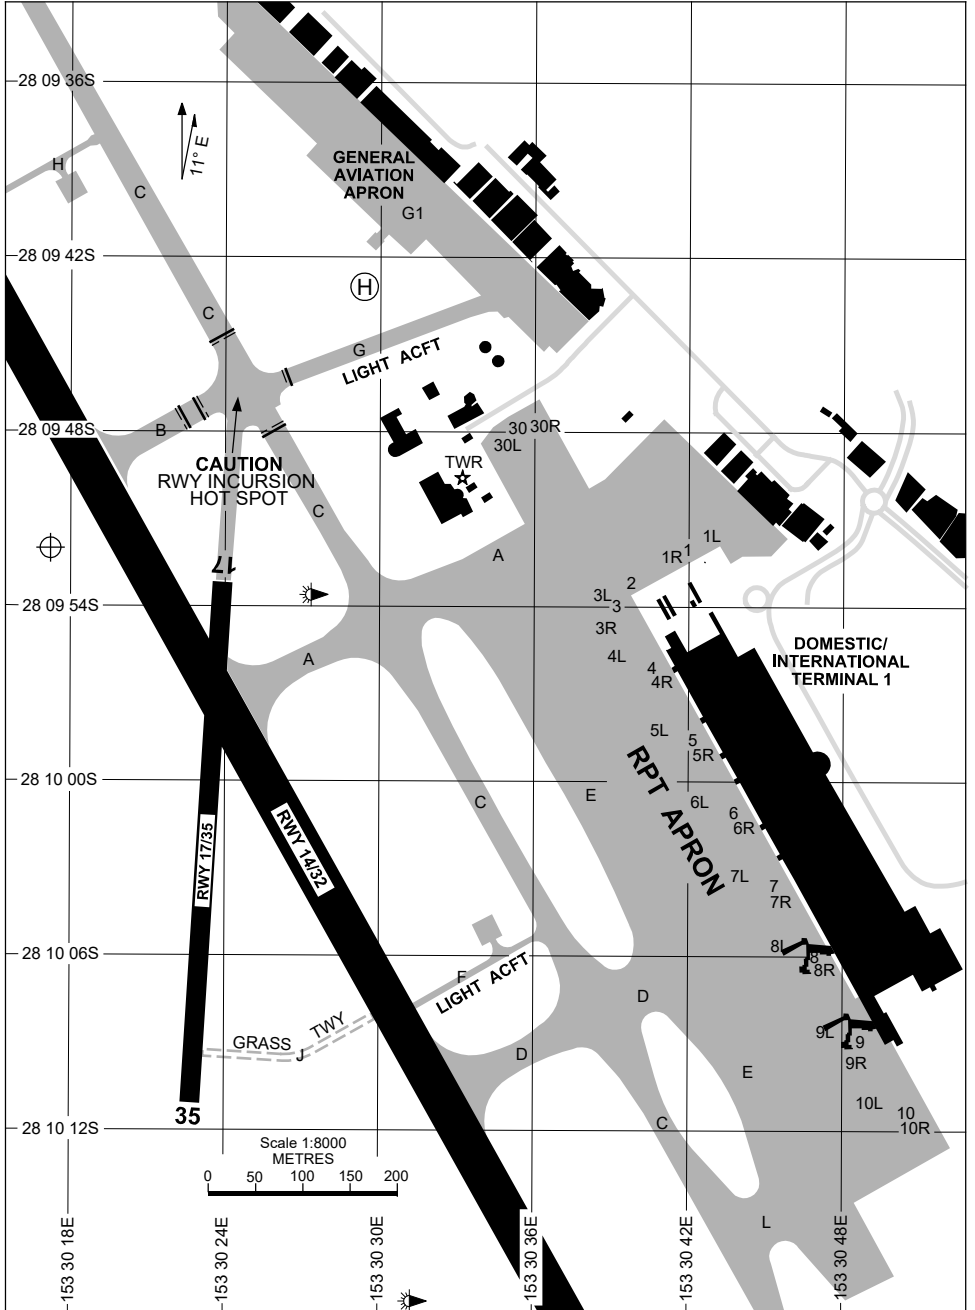 28 09 36S
11° E
H
C
GENERAL
AVIATION
APRON
G1
28 09 42S
H
C
G
LIGHT ACFT
28 09 48S
B
30 30R
30L
TWR
CAUTION
RWY INCURSION
HOT SPOT
C
A
1L
1
1R
17
2
3L
28 09 54S
3
3R
A
4L
4
4R
DOMESTIC/
INTERNATIONAL
TERMINAL 1
5L
5
5R
RPT APRON
28 10 00S
C
E
6L
6
6R
RWY 17/35
RWY 14/32
7L
7
7R
28 10 06S
8L
8
8R
F
LIGHT ACFT
D
GRASS
TWY
J
D
9L
9
9R
E
10L
10
10R
35
28 10 12S
C
Scale 1:8000
METRES
0 50 100 150 200
L
153 30 18E
153 30 24E
153 30 30E
153 30 36E
153 30 42E
153 30 48E